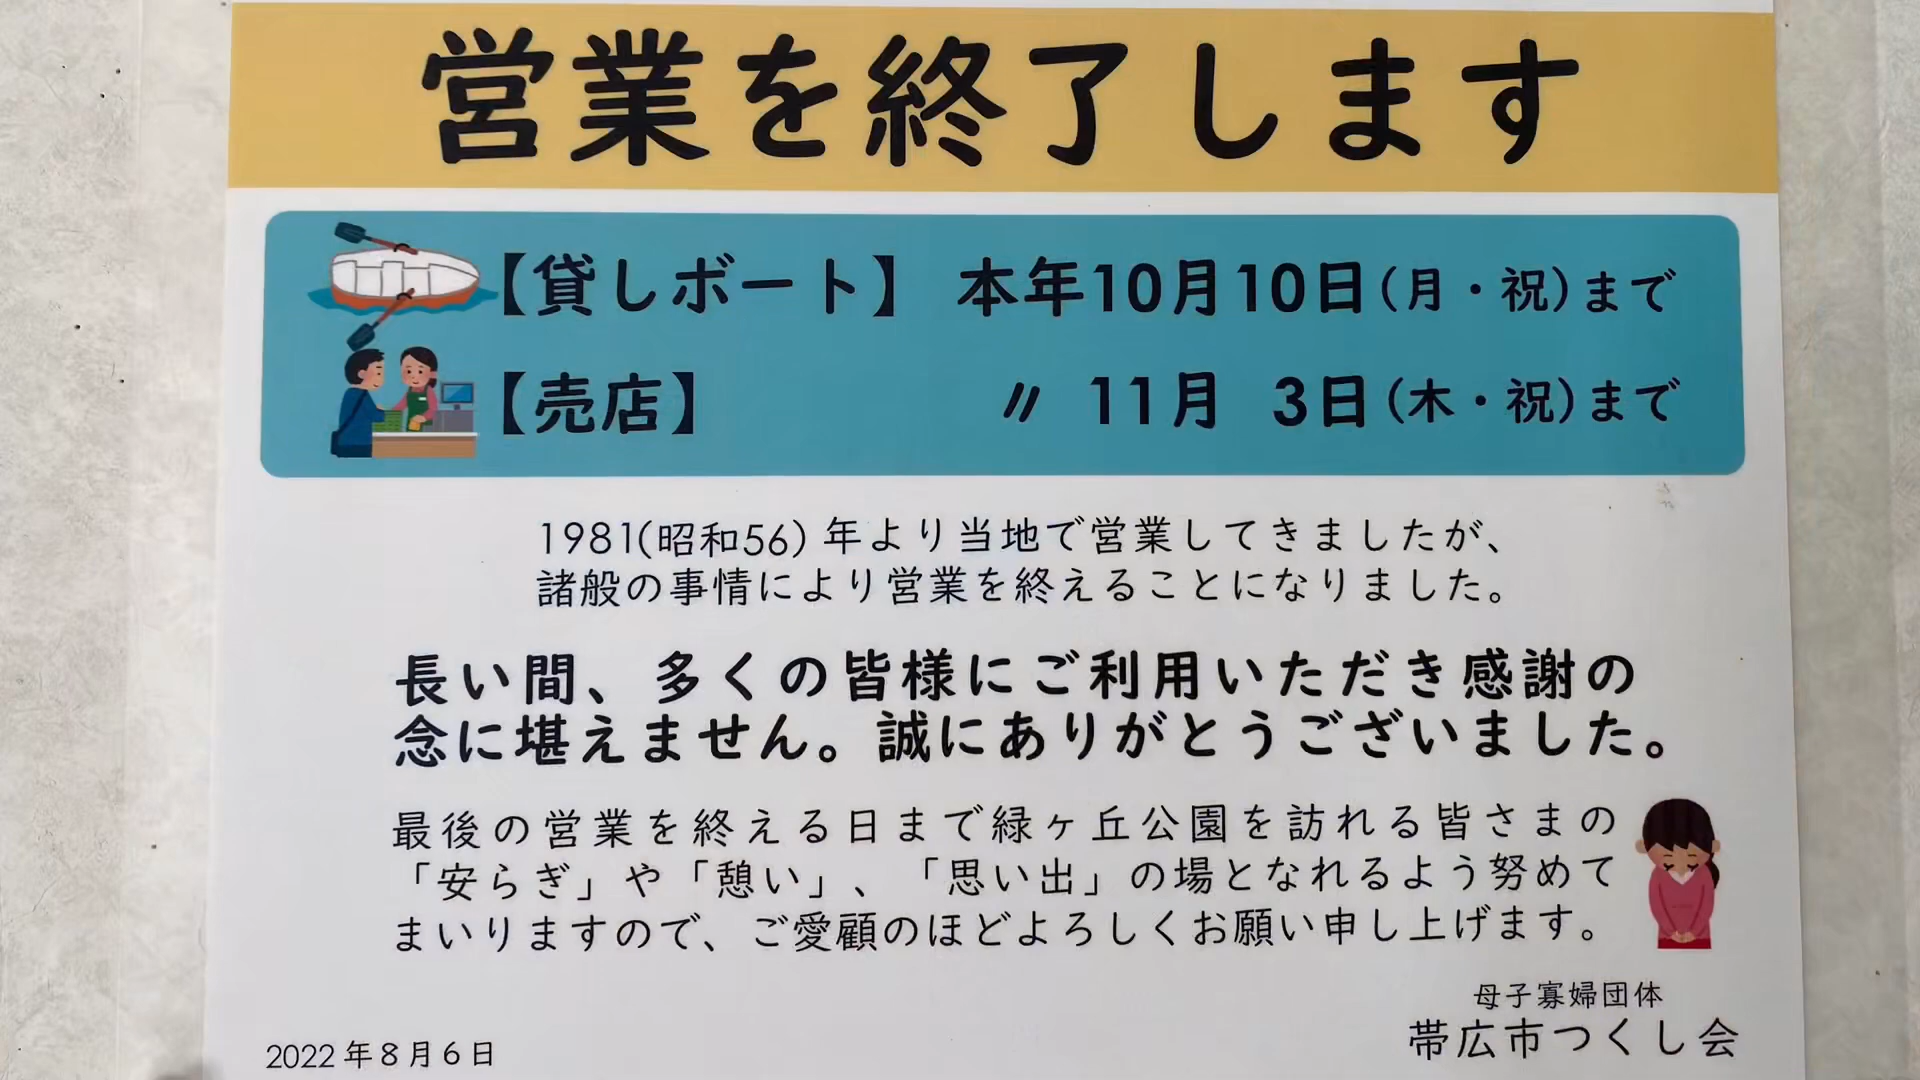 営業を終了します
【貸しボート】 本年10月10日(月・祝)まで
【売店】 〃 11月 3日(木・祝)まで
1981(昭和56)年より当地で営業してきましたが、
諸般の事情により営業を終えることになりました。
長い間、多くの皆様にご利用いただき感謝の
念に堪えません。誠にありがとうございました。
最後の営業を終える日まで緑ヶ丘公園を訪れる皆さまの
「安らぎ」や「憩い」、「思い出」の場となれるよう努めて
まいりますので、ご愛顧のほどよろしくお願い申し上げます。
母子寡婦団体
帯広市つくし会
2022年8月6日